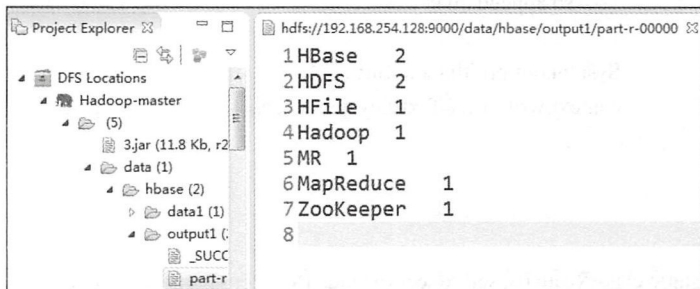 Project Explorer
DFS Locations
Hadoop-master
(5)
3.jar (11.8 Kb, r2
data (1)
hbase (2)
data1 (1)
output1 (
_SUCC
part-r
hdfs://192.168.254.128:9000/data/hbase/output1/part-r-00000
1 HBase 2
2 HDFS 2
3 HFile 1
4 Hadoop 1
5 MR 1
6 MapReduce 1
7 ZooKeeper 1
8